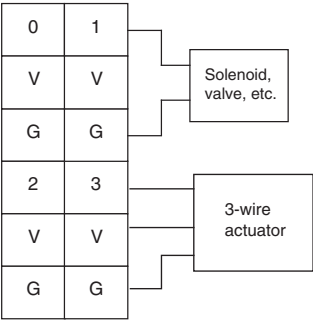 0 1
V V
G G
2 3
V V
G G
Solenoid,
valve, etc.
3-wire
actuator